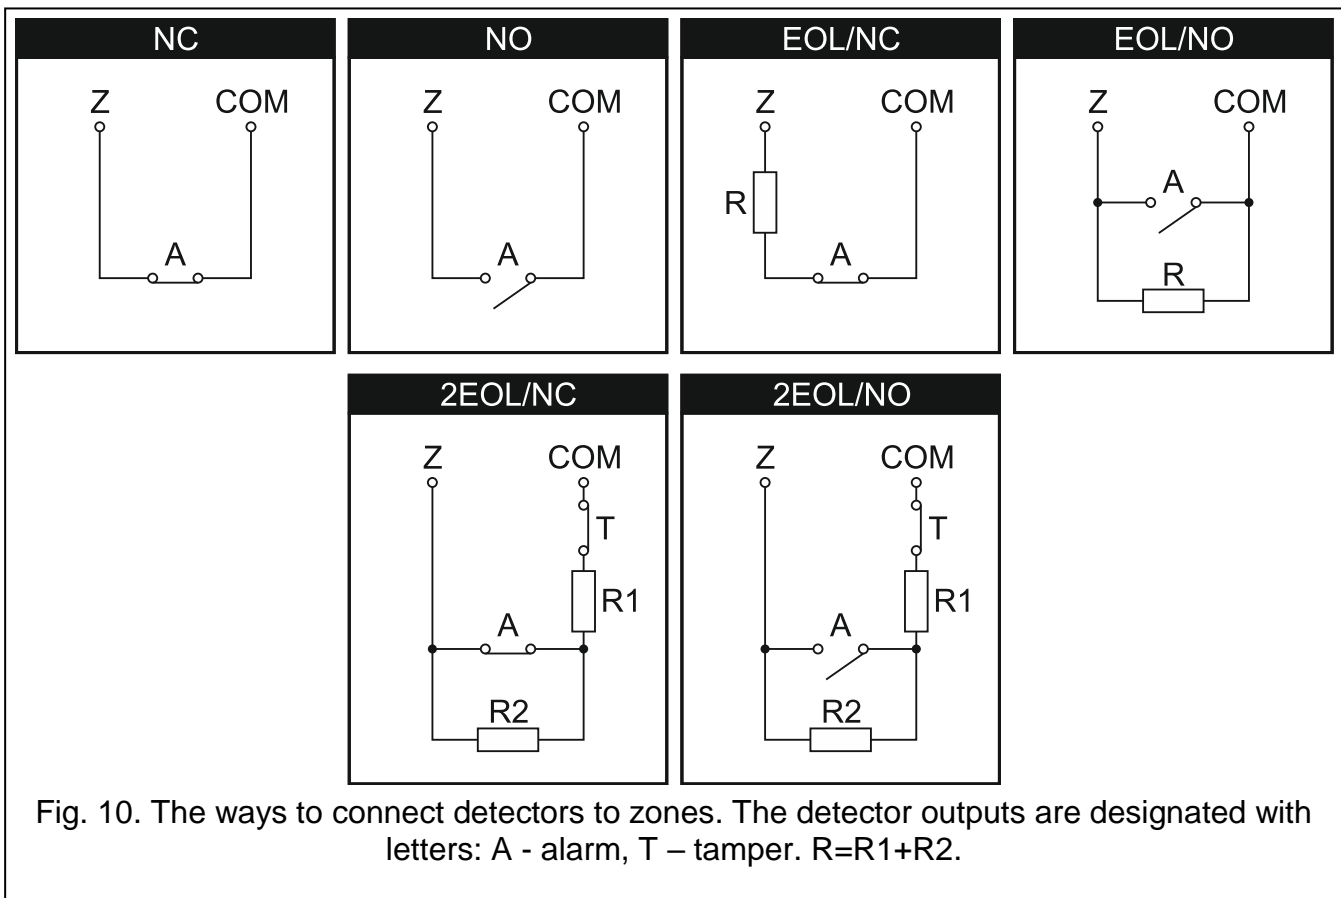 NC
NO
EOL/NC
EOL/NO
Z COM
A
Z COM
A
Z COM
R
A
Z COM
A
R
2EOL/NC
2EOL/NO
Z COM
T
R1
A
R2
Z COM
T
R1
A
R2
Fig. 10. The ways to connect detectors to zones. The detector outputs are designated with
letters: A - alarm, T – tamper. R=R1+R2.